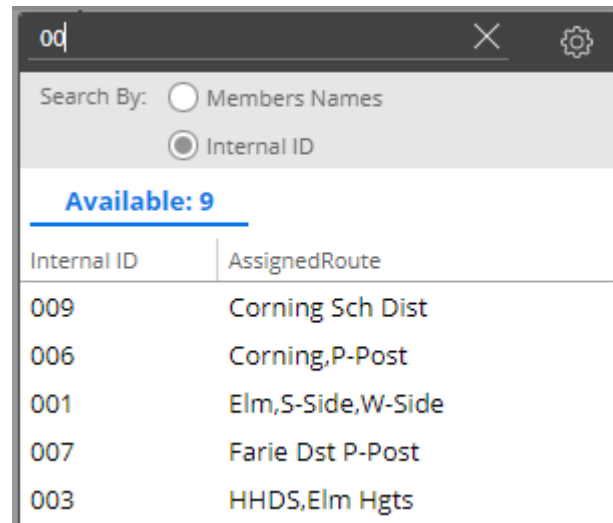 00
Search By: Members Names
Internal ID
Available: 9
Internal ID AssignedRoute
009 Corning Sch Dist
006 Corning,P-Post
001 Elm,S-Side,W-Side
007 Farie Dst P-Post
003 HHDS,Elm Hgts